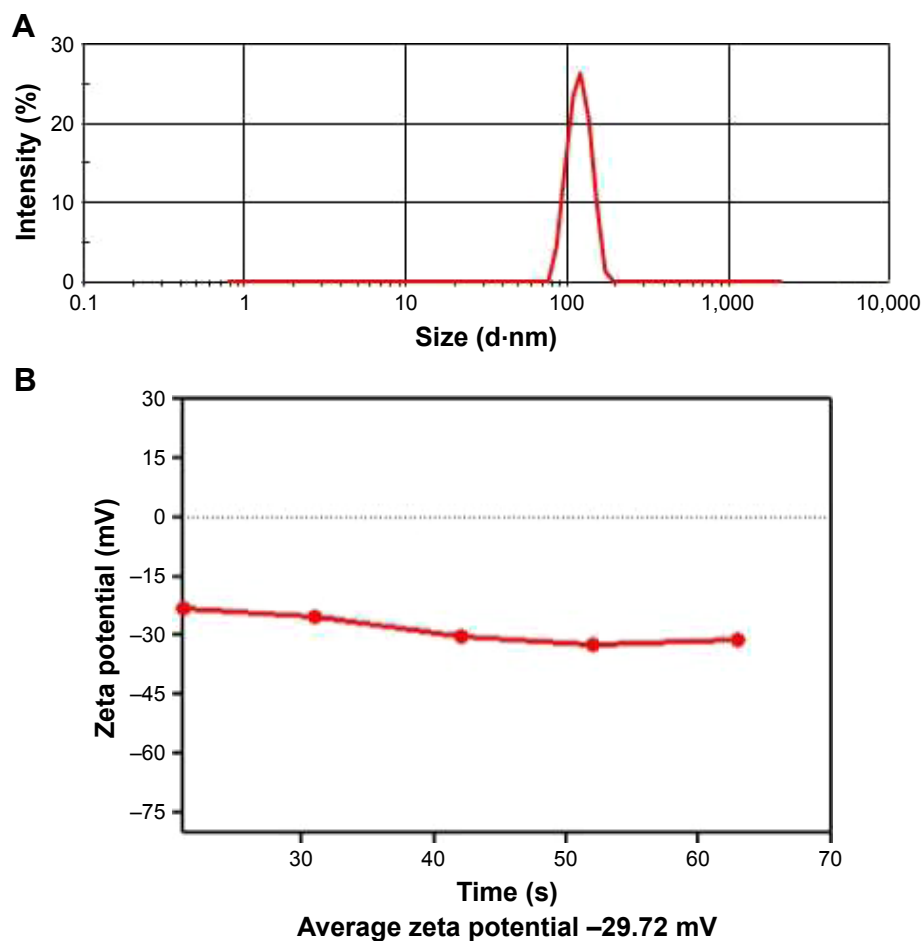 A
30
20
10
0
Intensity (%)
0.1 1 10 100 1,000 10,000
Size (d·nm)
B
30
15
0
–15
–30
–45
–60
–75
Zeta potential (mV)
30 40 50 60 70
Time (s)
Average zeta potential –29.72 mV